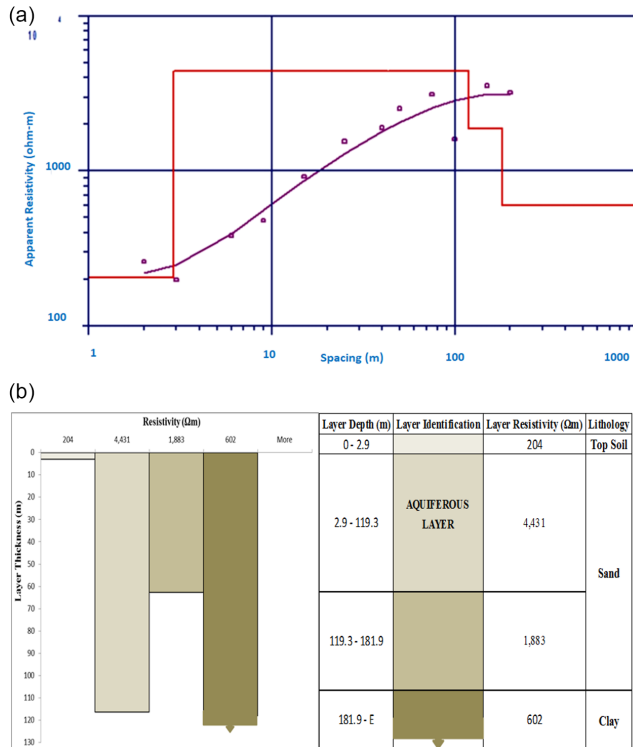 (a)
10 4
1000
100
Apparent Resistivity (ohm-m)
1 10 100 1000
Spacing (m)
(b)
Resistivity (Ωm)
204 4,431 1,883 602 More
Layer Thickness (m)
0
10
20
30
40
50
60
70
80
90
100
110
120
130
Layer Depth (m) Layer Identification Layer Resistivity (Ωm) Lithology
0 - 2.9 204 Top Soil
2.9 - 119.3 AQUIFEROUS LAYER 4,431
Sand
119.3 - 181.9 1,883
181.9 - E 602 Clay